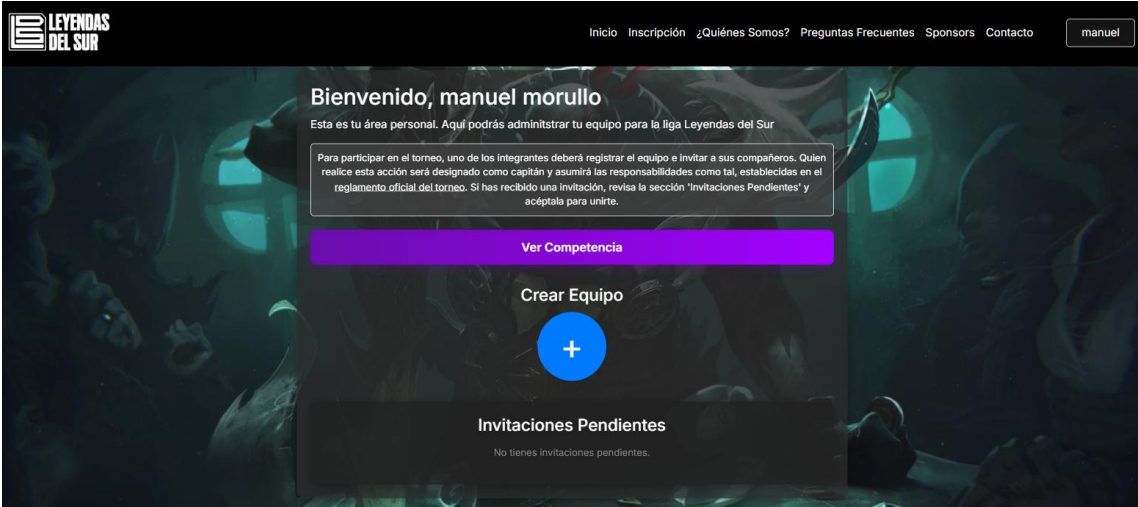 LEYENDAS
DEL SUR
Inicio Inscripción ¿Quiénes Somos? Preguntas Frecuentes Sponsors Contacto manuel
Bienvenido, manuel morullo
Esta es tu área personal. Aquí podrás adminitstrar tu equipo para la liga Leyendas del Sur
Para participar en el torneo, uno de los integrantes deberá registrar el equipo e invitar a sus compañeros. Quien
realice esta acción será designado como capitán y asumirá las responsabilidades como tal, establecidas en el
reglamento oficial del torneo. Si has recibido una invitación, revisa la sección 'Invitaciones Pendientes' y
acéptala para unirte.
Ver Competencia
Crear Equipo
+
Invitaciones Pendientes
No tienes invitaciones pendientes.